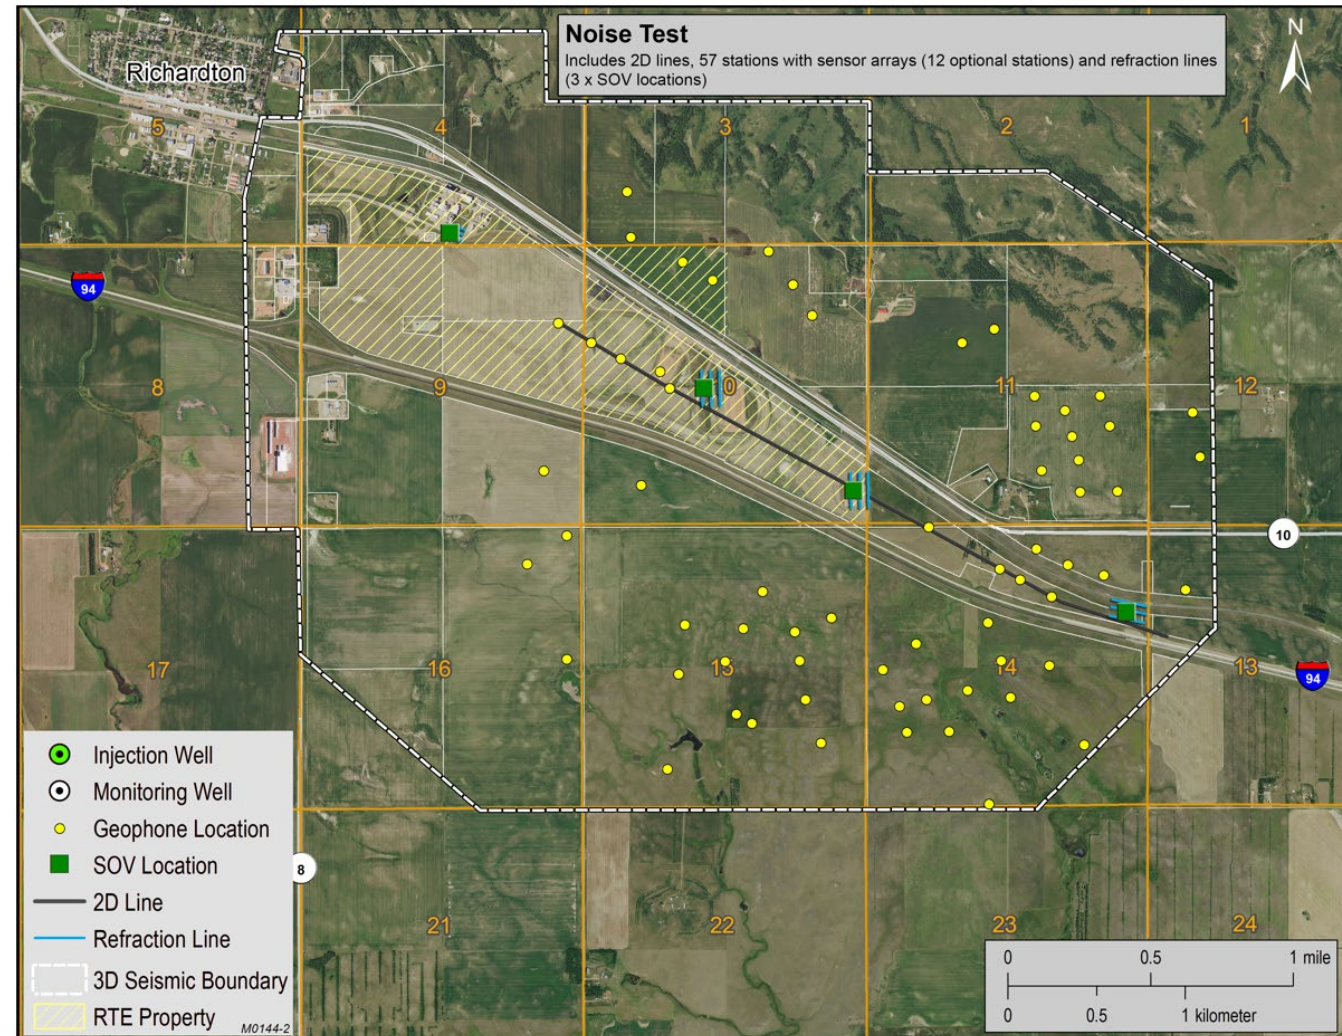 Noise Test
Includes 2D lines, 57 stations with sensor arrays (12 optional stations) and refraction lines
(3 x SOV locations)
N
Richardton
5
4
3
2
1
94
8
9
10
11
12
10
17
16
15
14
13
94
8
21
22
23
24
Injection Well
Monitoring Well
Geophone Location
SOV Location
2D Line
Refraction Line
3D Seismic Boundary
RTE Property
M0144-2
0 0.5 1 mile
0 0.5 1 kilometer